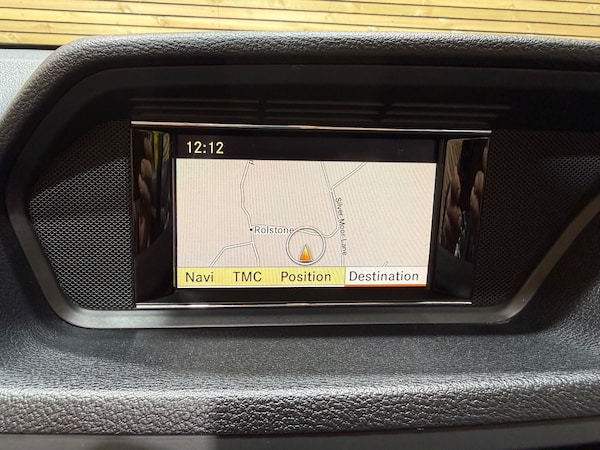 12:12
Rolstone
Silver Moor Lane
Navi TMC Position Destination